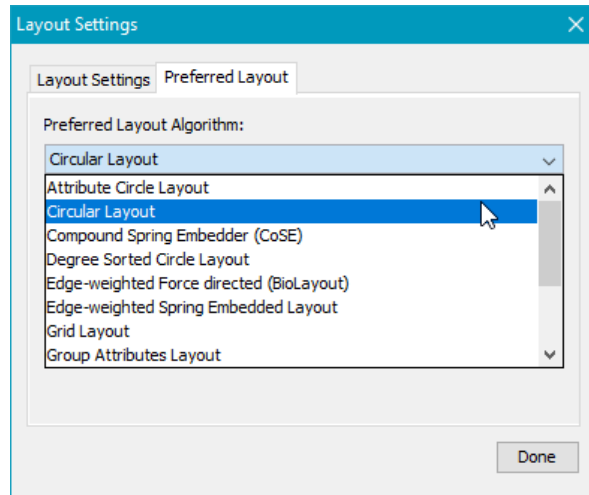 Layout Settings
Layout Settings Preferred Layout
Preferred Layout Algorithm:
Circular Layout
Attribute Circle Layout
Circular Layout
Compound Spring Embedder (CoSE)
Degree Sorted Circle Layout
Edge-weighted Force directed (BioLayout)
Edge-weighted Spring Embedded Layout
Grid Layout
Group Attributes Layout
Done